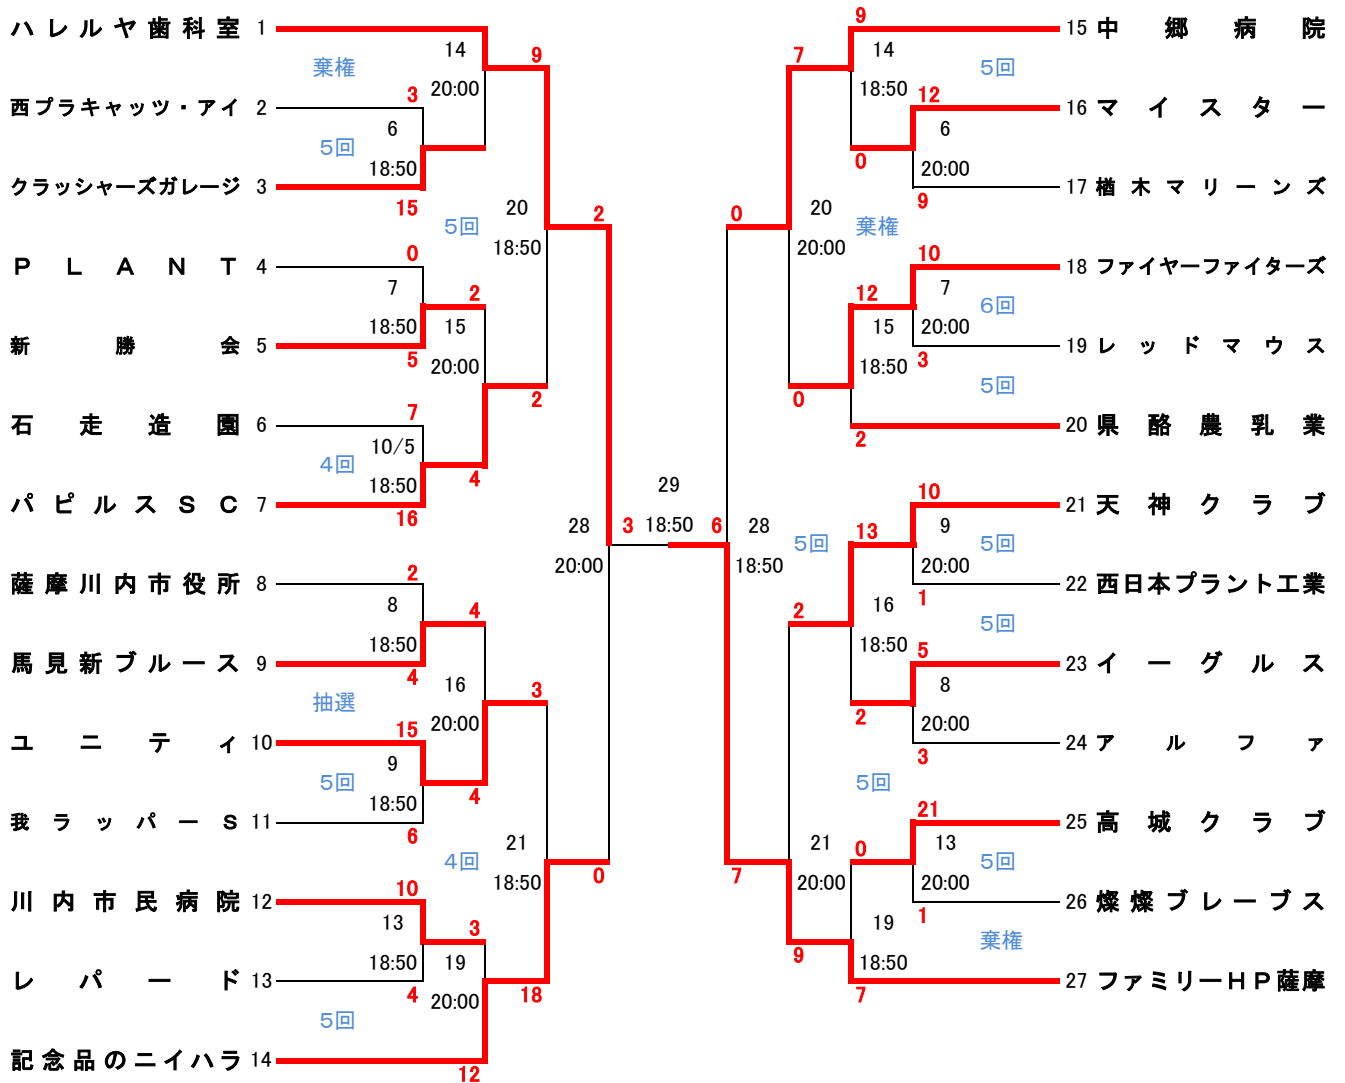 ハレルヤ歯科室 1
14
9
棄権
20:00
西プラキャッツ・アイ 2
3
6
5回
18:50
クラッシャーズガレージ 3
15
20
2
5回
18:50
ＰＬＡＮＴ 4
0
7
2
18:50
15
新勝会 5
5
20:00
2
石走造園 6
7
10/5
4回
18:50
4
パピルスＳＣ 7
16
28
3
20:00
薩摩川内市役所 8
2
8
4
18:50
馬見新ブルース 9
4
16
抽選
3
20:00
ユニティ 10
15
9
5回
18:50
4
我ラッパーＳ 11
6
21
4回
18:50
0
川内市民病院 12
10
13
3
18:50
19
レパード 13
4
20:00
18
5回
記念品のニイハラ 14
12
29
18:50
9
15 中郷病院
7
14
5回
18:50
12
16 マイスター
6
0
20:00
17 楢木マリーンズ
9
0
20
棄権
20:00
10
18 ファイヤーファイターズ
12
7
6回
15
20:00
19 レッドマウス
3
18:50
5回
0
20 県酪農乳業
2
10
21 天神クラブ
6
28
5回
13
9
5回
18:50
20:00
22 西日本プラント工業
1
2
16
5回
18:50
5
23 イーグルス
8
2
20:00
24 アルファ
3
5回
21
25 高城クラブ
21
0
13
5回
7
20:00
20:00
26 燦燦ブレーブス
1
19
棄権
9
18:50
27 ファミリーＨＰ薩摩
7